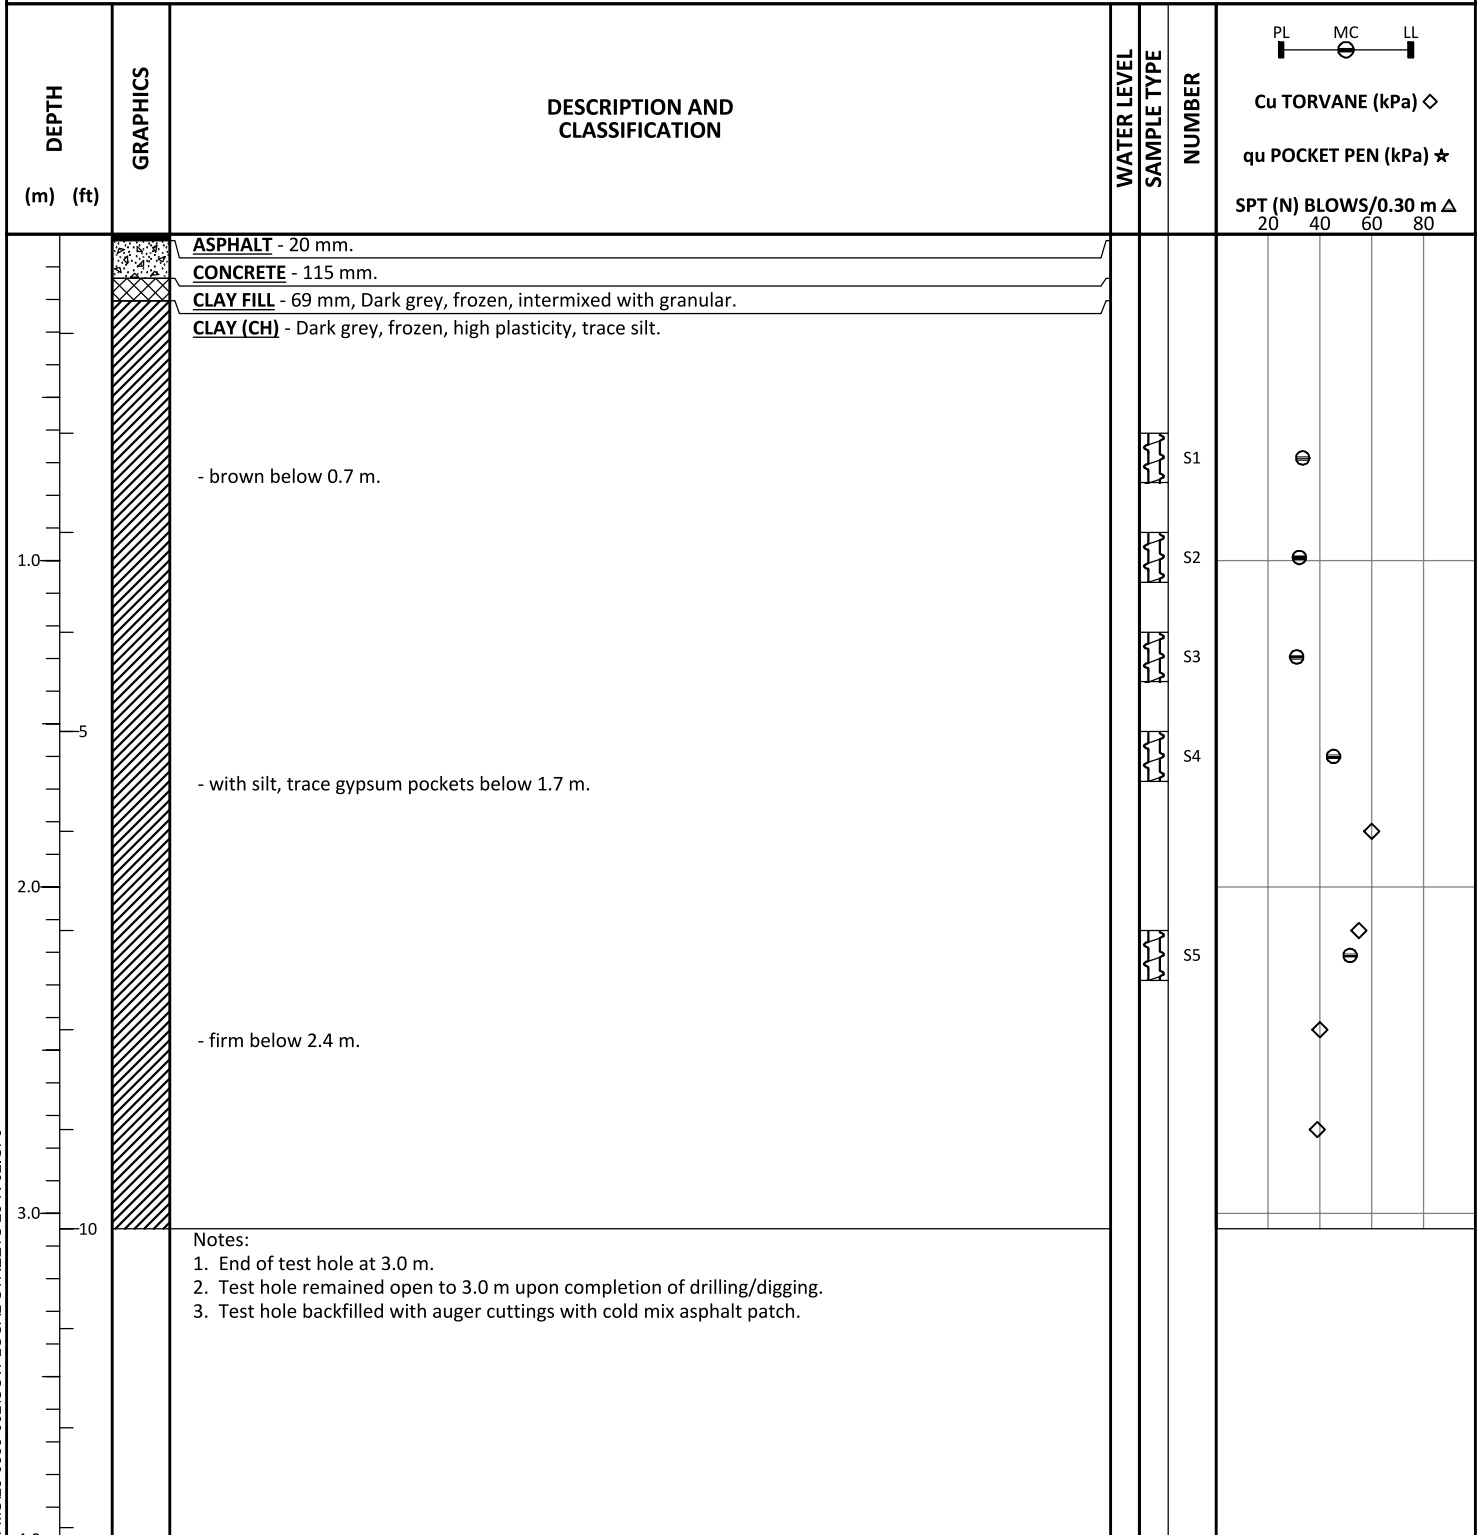 DEPTH
(m) (ft)
GRAPHICS
DESCRIPTION AND
CLASSIFICATION
WATER LEVEL
SAMPLE TYPE
NUMBER
PL MC LL
Cu TORVANE (kPa)
qu POCKET PEN (kPa)
SPT (N) BLOWS/0.30 m
20 40 60 80
ASPHALT - 20 mm.
CONCRETE - 115 mm.
CLAY FILL - 69 mm, Dark grey, frozen, intermixed with granular.
CLAY (CH) - Dark grey, frozen, high plasticity, trace silt.
S1
- brown below 0.7 m.
S2
1.0
S3
5
S4
- with silt, trace gypsum pockets below 1.7 m.
2.0
S5
- firm below 2.4 m.
3.0
10
Notes:
1. End of test hole at 3.0 m.
2. Test hole remained open to 3.0 m upon completion of drilling/digging.
3. Test hole backfilled with auger cuttings with cold mix asphalt patch.